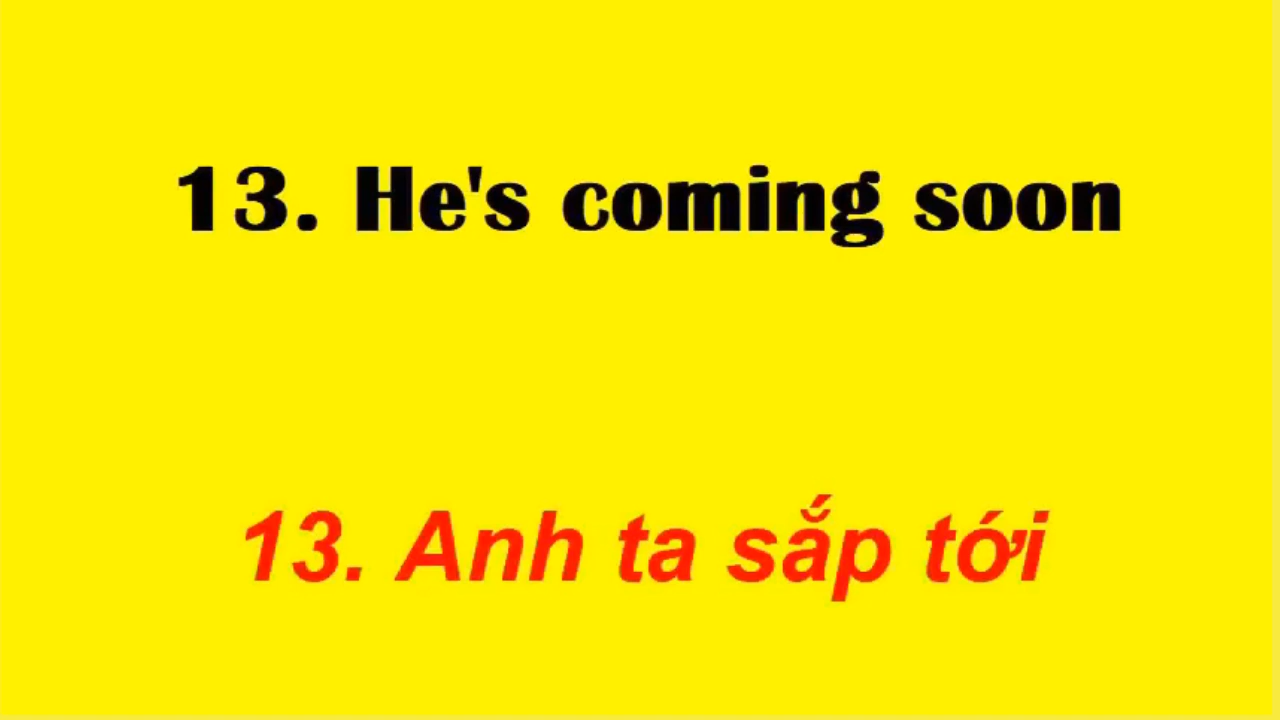 13. He's coming soon
13. Anh ta sắp tới